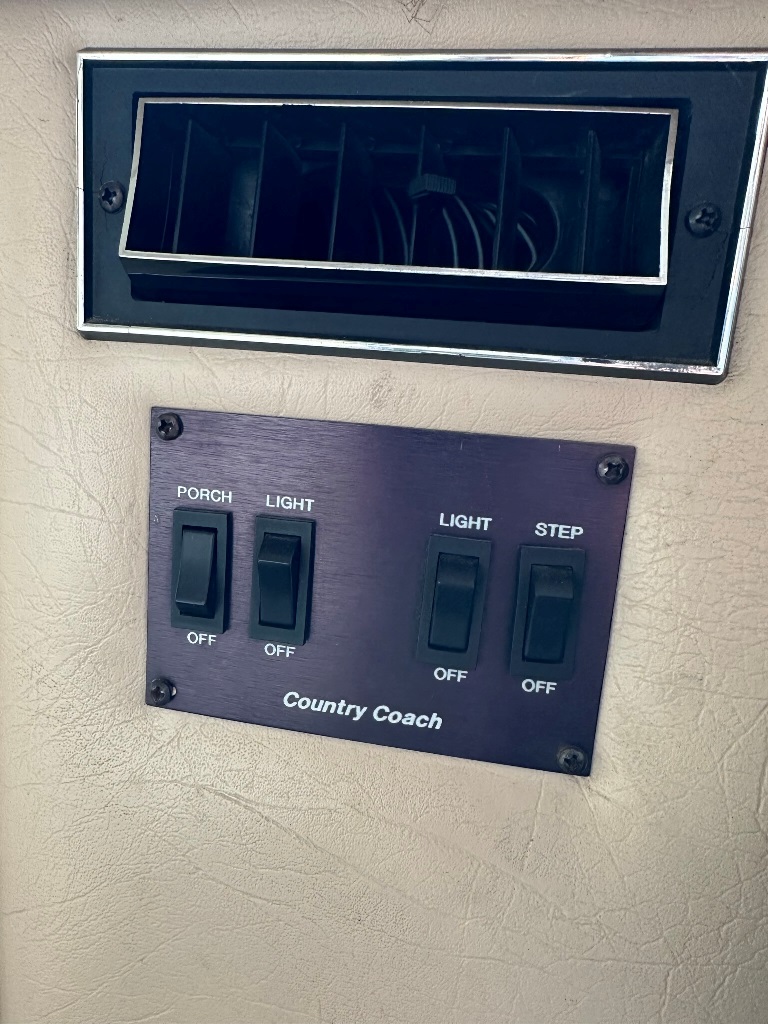 PORCH LIGHT LIGHT STEP
OFF OFF OFF OFF
Country Coach